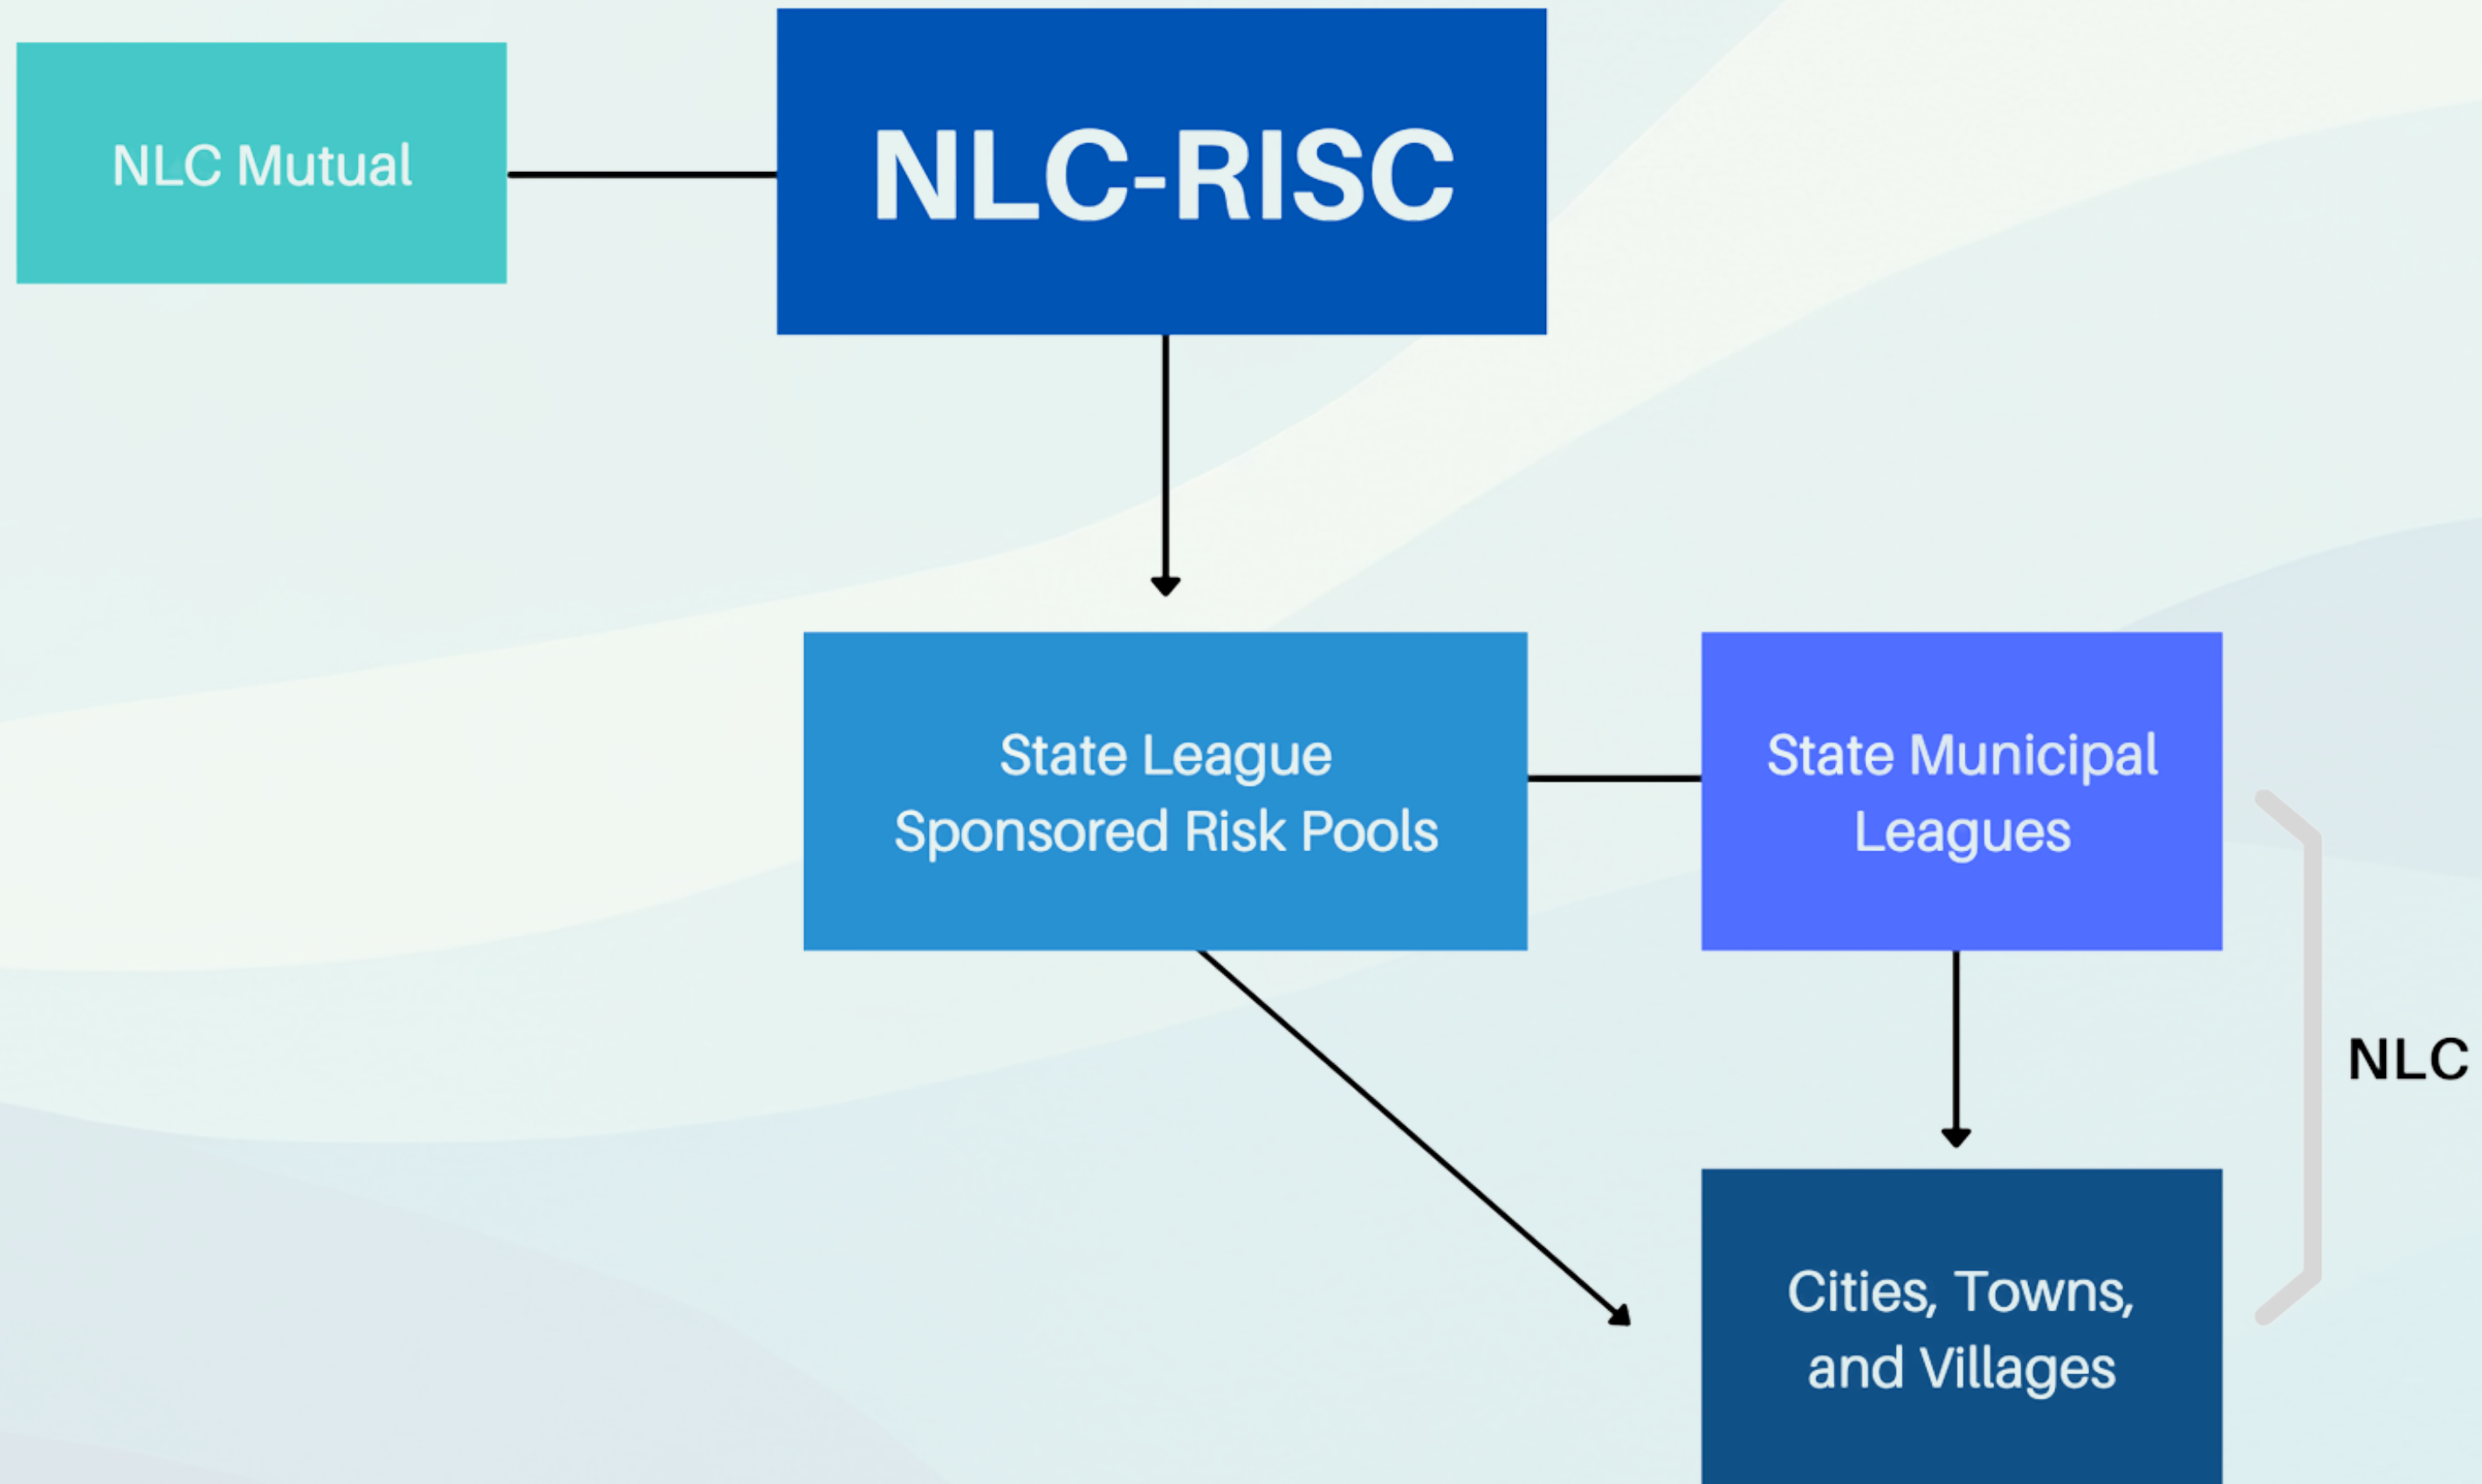 NLC Mutual
NLC-RISC
State League
Sponsored Risk Pools
State Municipal
Leagues
NLC
Cities, Towns,
and Villages